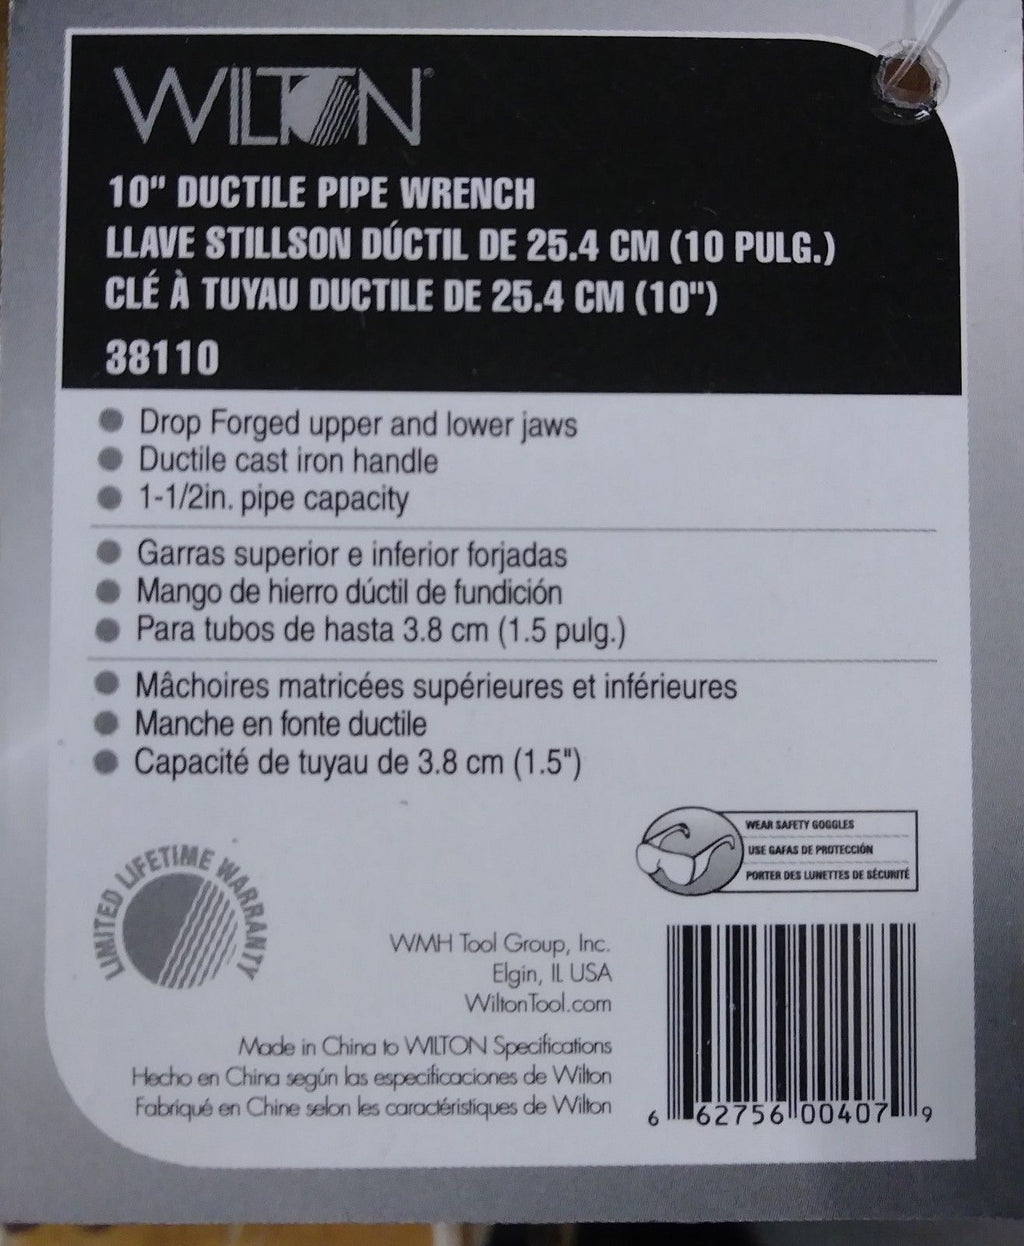 WILTON®
10" DUCTILE PIPE WRENCH
LLAVE STILLSON DÚCTIL DE 25.4 CM (10 PULG.)
CLÉ À TUYAU DUCTILE DE 25.4 CM (10")
38110
Drop Forged upper and lower jaws
Ductile cast iron handle
1-1/2in. pipe capacity
Garras superior e inferior forjadas
Mango de hierro dúctil de fundición
Para tubos de hasta 3.8 cm (1.5 pulg.)
Mâchoires matricées supérieures et inférieures
Manche en fonte ductile
Capacité de tuyau de 3.8 cm (1.5")
WEAR SAFETY GOGGLES
USE GAFAS DE PROTECCIÓN
PORTER DES LUNETTES DE SÉCURITÉ
LIMITED LIFETIME WARRANTY
WMH Tool Group, Inc.
Elgin, IL USA
WiltonTool.com
Made in China to WILTON Specifications
Hecho en China según las especificaciones de Wilton
Fabriqué en Chine selon les caractéristiques de Wilton
6 62756 00407 9